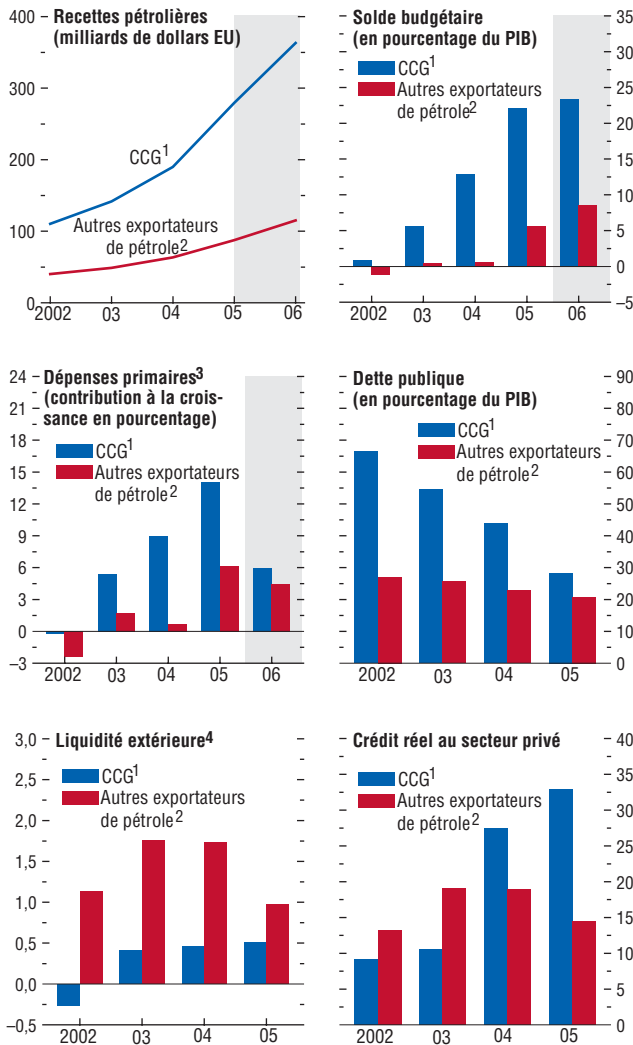 Recettes pétrolières
(milliards de dollars EU)
400
300
200
100
0
CCG¹
Autres exportateurs
de pétrole²
2002 03 04 05 06
Solde budgétaire
(en pourcentage du PIB)
CCG¹
Autres exportateurs
de pétrole²
35
30
25
20
15
10
5
0
–5
2002 03 04 05 06
Dépenses primaires³
(contribution à la crois-
sance en pourcentage)
CCG¹
Autres exportateurs
de pétrole²
24
21
18
15
12
9
6
3
0
–3
2002 03 04 05 06
Dette publique
(en pourcentage du PIB)
CCG¹
Autres exportateurs
de pétrole²
90
80
70
60
50
40
30
20
10
0
2002 03 04 05
Liquidité extérieure⁴
CCG¹
Autres exportateurs
de pétrole²
3,0
2,5
2,0
1,5
1,0
0,5
0,0
–0,5
2002 03 04 05
Crédit réel au secteur privé
CCG¹
Autres exportateurs
de pétrole²
40
35
30
25
20
15
10
5
0
2002 03 04 05